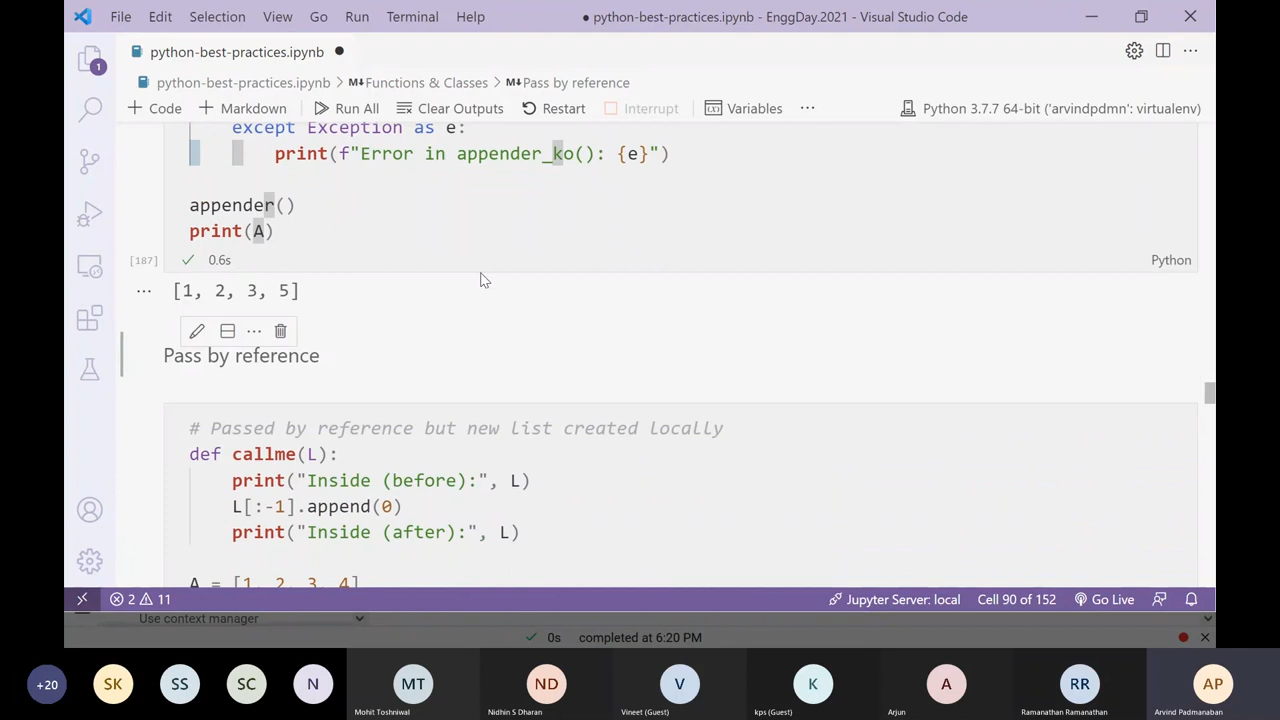 File Edit Selection View Go Run Terminal Help ● python-best-practices.ipynb - EnggDay.2021 - Visual Studio Code
python-best-practices.ipynb ●
python-best-practices.ipynb > M↓Functions & Classes > M↓Pass by reference
+ Code + Markdown Run All Clear Outputs Restart Interrupt Variables ··· Python 3.7.7 64-bit ('arvindpdmn': virtualenv)
1
except Exception as e:
print(f"Error in appender_ko(): {e}")
appender()
print(A)
[187] ✓ 0.6s Python
··· [1, 2, 3, 5]
Pass by reference
# Passed by reference but new list created locally
def callme(L):
print("Inside (before):", L)
L[:-1].append(0)
print("Inside (after):", L)
A = [1, 2, 3, 4]
2 11 Jupyter Server: local Cell 90 of 152 Go Live
Use context manager
✓ 0s completed at 6:20 PM
+20 SK SS SC N MT ND V K A RR AP
Mohit Toshniwal Nidhin S Dharan Vineet (Guest) kps (Guest) Arjun Ramanathan Ramanathan Arvind Padmanaban